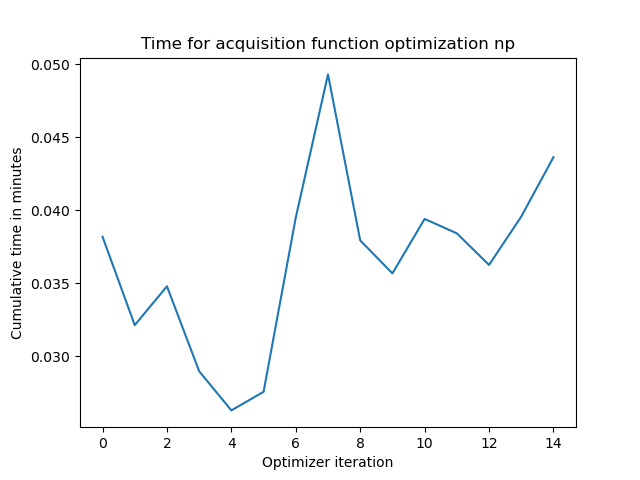 Time for acquisition function optimization np
0.050
0.045
0.040
0.035
0.030
Cumulative time in minutes
0 2 4 6 8 10 12 14
Optimizer iteration